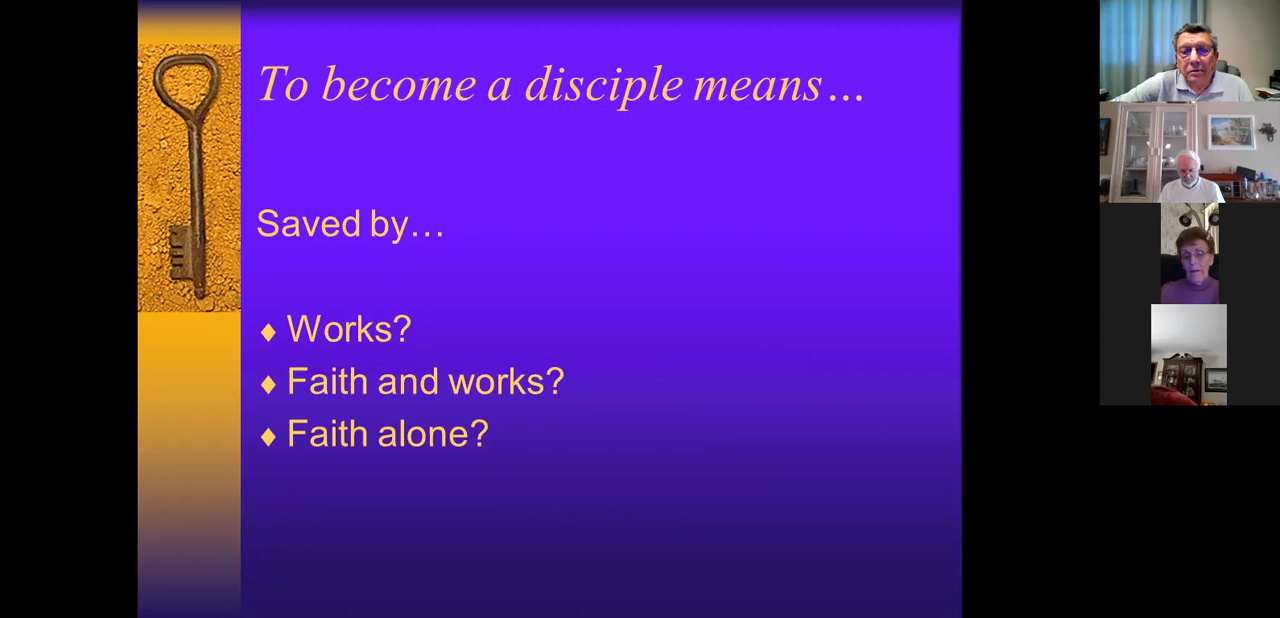 To become a disciple means…
Saved by…
♦ Works?
♦ Faith and works?
♦ Faith alone?